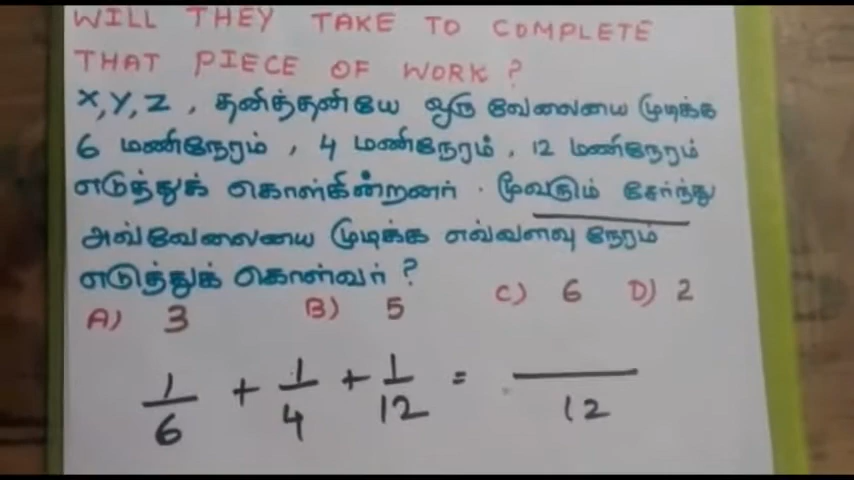 WILL THEY TAKE TO COMPLETE
THAT PIECE OF WORK ?
X, Y, Z , தனித்தனியே ஒரு வேலையை முடிக்க
6 மணிநேரம் , 4 மணிநேரம் , 12 மணிநேரம்
எடுத்துக் கொள்கின்றனர் . மூவரும் சேர்ந்து
அவ்வேலையை முடிக்க எவ்வளவு நேரம்
எடுத்துக் கொள்வர் ?
A) 3 B) 5 C) 6 D) 2
1/6 + 1/4 + 1/12 = /12